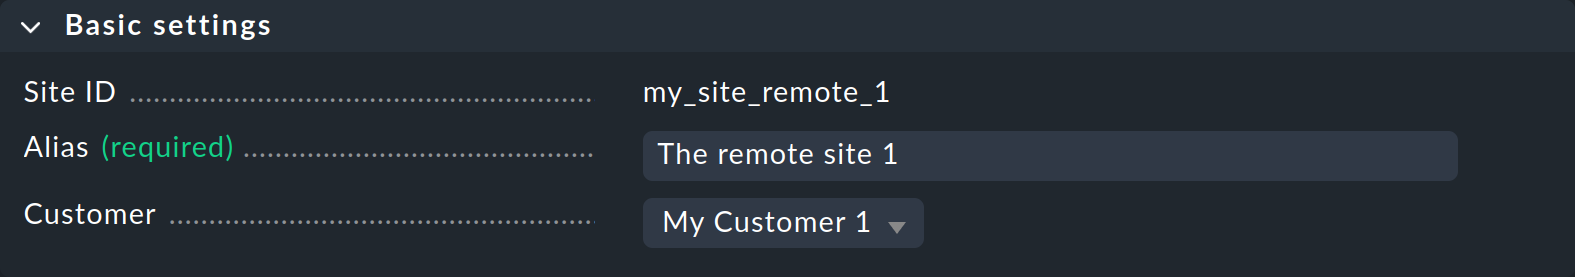 Basic settings
Site ID my_site_remote_1
Alias (required) The remote site 1
Customer My Customer 1